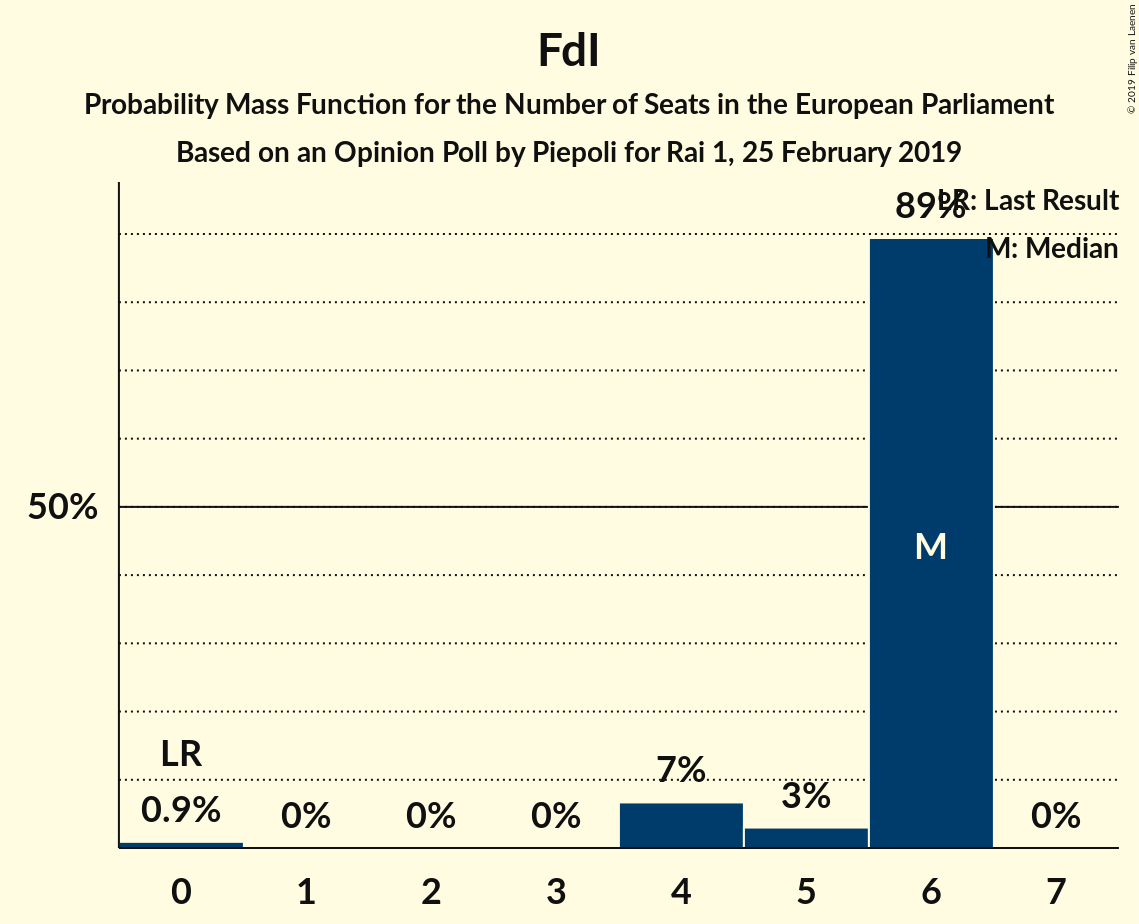 FdI
Probability Mass Function for the Number of Seats in the European Parliament
Based on an Opinion Poll by Piepoli for Rai 1, 25 February 2019
© 2019 Filip van Laenen
LR: Last Result
M: Median
89%
50%
M
LR
0.9%
0%
0%
0%
7%
3%
0%
0 1 2 3 4 5 6 7